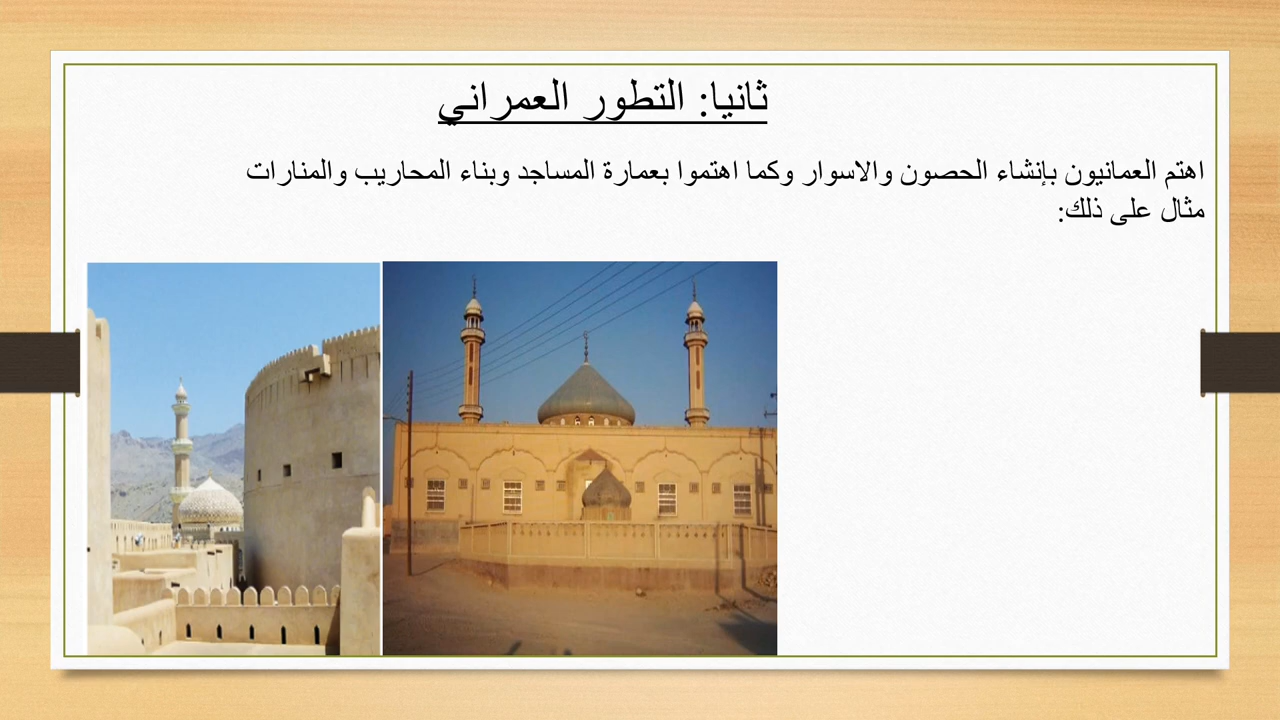 ثانيا: التطور العمراني
اهتم العمانيون بإنشاء الحصون والاسوار وكما اهتموا بعمارة المساجد وبناء المحاريب والمنارات
مثال على ذلك: